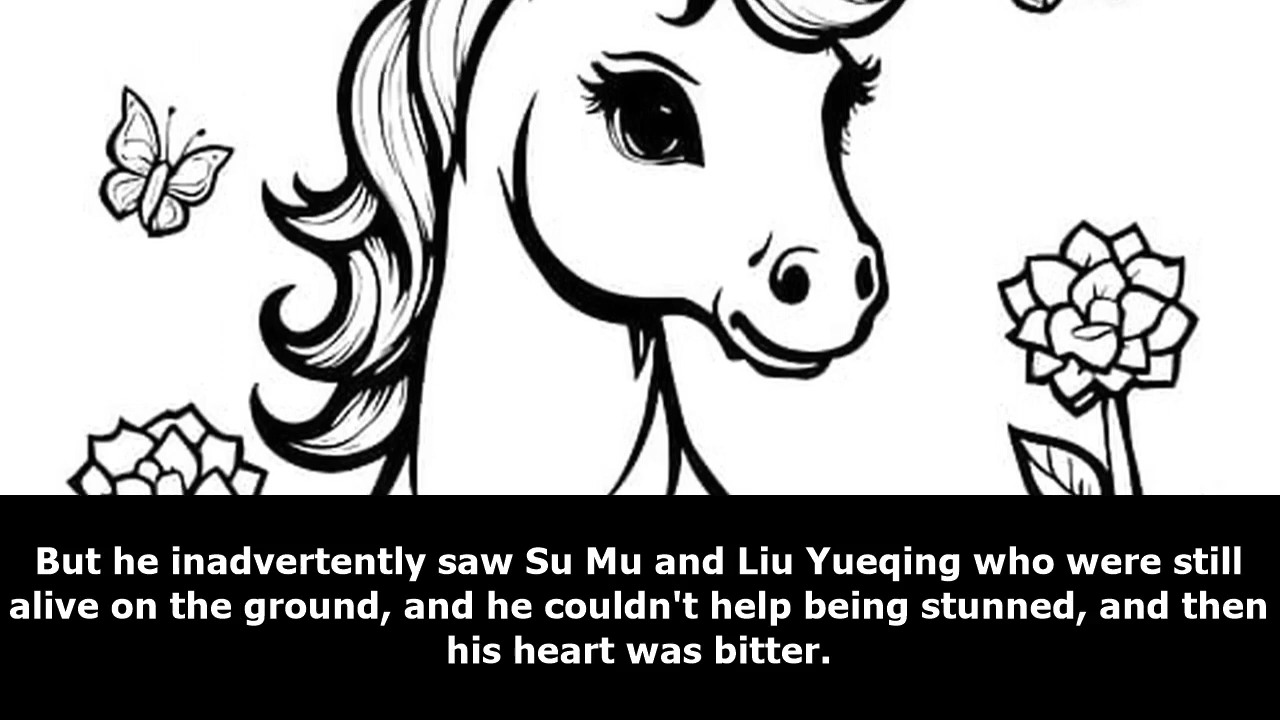 But he inadvertently saw Su Mu and Liu Yueqing who were still
alive on the ground, and he couldn't help being stunned, and then
his heart was bitter.